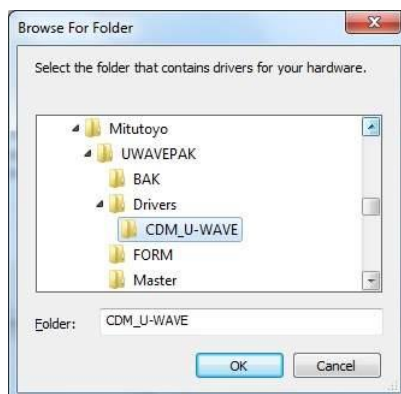 Browse For Folder
Select the folder that contains drivers for your hardware.
Mitutoyo
UWAVEPAK
BAK
Drivers
CDM_U-WAVE
FORM
Master
Folder: CDM_U-WAVE
OK Cancel